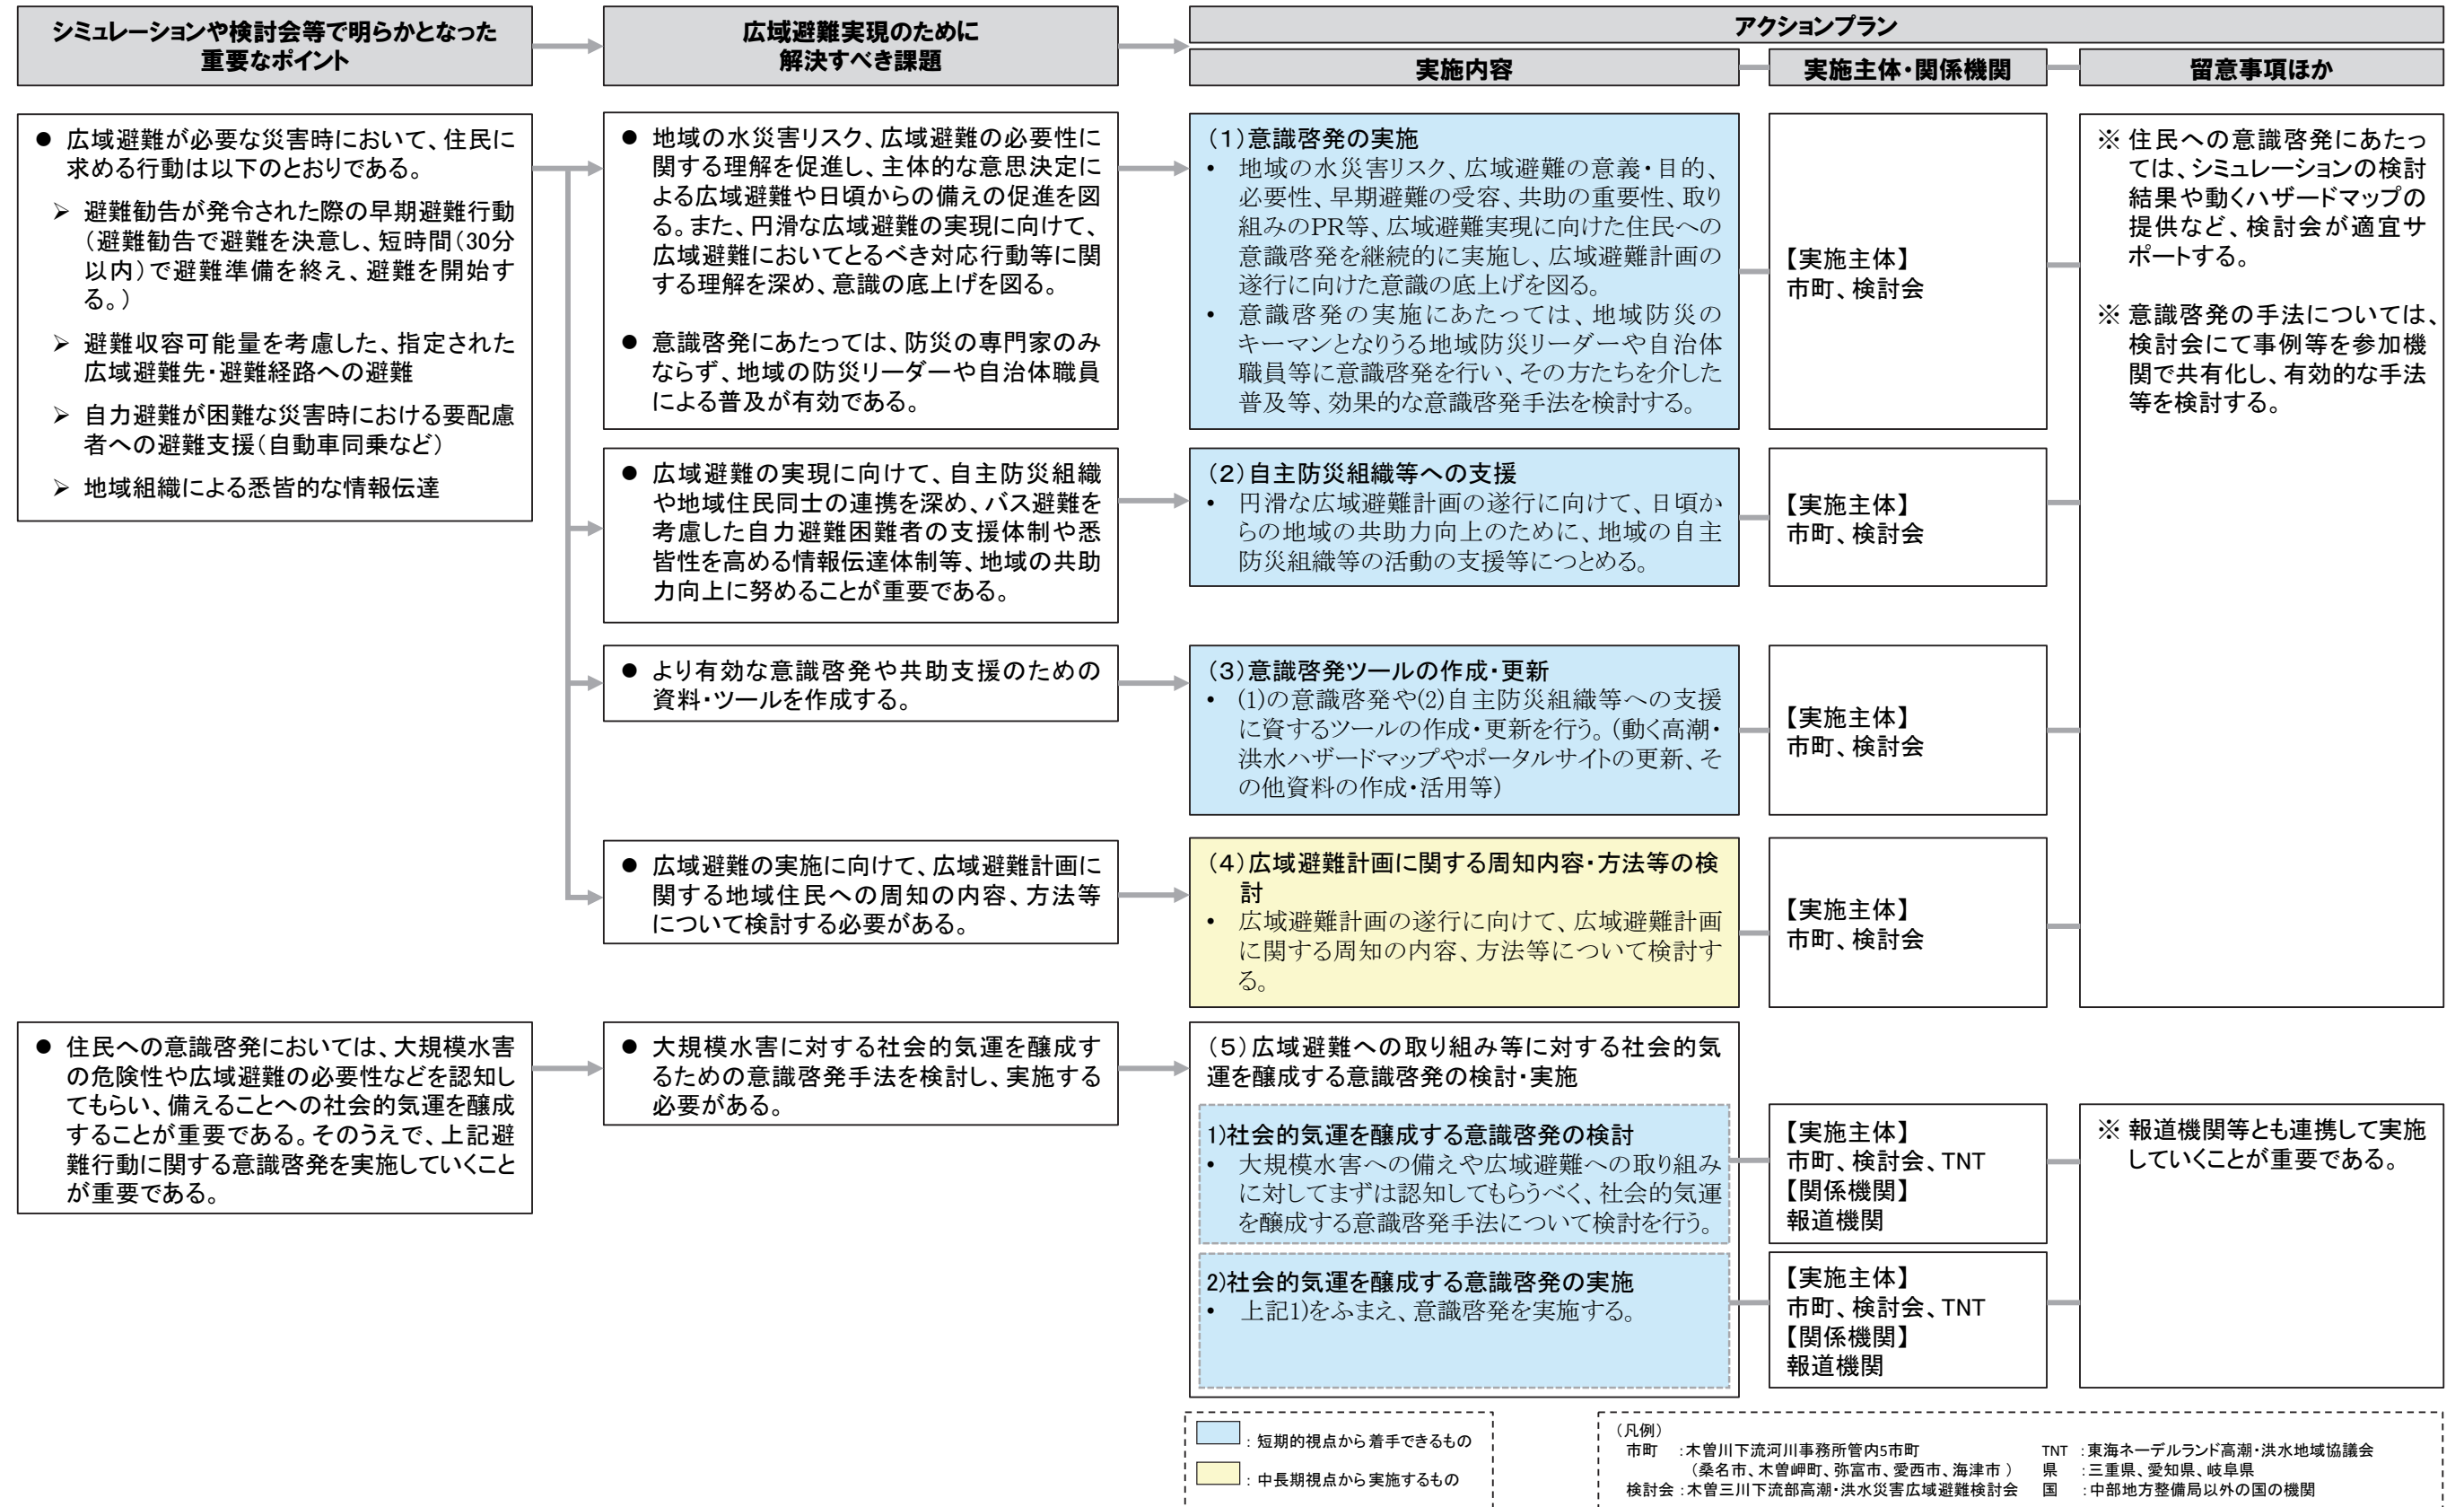 シミュレーションや検討会等で明らかとなった
重要なポイント
広域避難実現のために
解決すべき課題
アクションプラン
実施内容
実施主体・関係機関
留意事項ほか
● 広域避難が必要な災害時において、住民に
求める行動は以下のとおりである。
➢ 避難勧告が発令された際の早期避難行動
(避難勧告で避難を決意し、短時間(30分
以内)で避難準備を終え、避難を開始す
る。)
➢ 避難収容可能量を考慮した、指定された
広域避難先・避難経路への避難
➢ 自力避難が困難な災害時における要配慮
者への避難支援(自動車同乗など)
➢ 地域組織による悉皆的な情報伝達
● 地域の水災害リスク、広域避難の必要性に
関する理解を促進し、主体的な意思決定に
よる広域避難や日頃からの備えの促進を図
る。また、円滑な広域避難の実現に向けて、
広域避難においてとるべき対応行動等に関
する理解を深め、意識の底上げを図る。
● 意識啓発にあたっては、防災の専門家のみ
ならず、地域の防災リーダーや自治体職員
による普及が有効である。
(1)意識啓発の実施
• 地域の水災害リスク、広域避難の意義・目的、
必要性、早期避難の受容、共助の重要性、取り
組みのPR等、広域避難実現に向けた住民への
意識啓発を継続的に実施し、広域避難計画の
遂行に向けた意識の底上げを図る。
• 意識啓発の実施にあたっては、地域防災の
キーマンとなりうる地域防災リーダーや自治体
職員等に意識啓発を行い、その方たちを介した
普及等、効果的な意識啓発手法を検討する。
【実施主体】
市町、検討会
※ 住民への意識啓発にあたっ
ては、シミュレーションの検討
結果や動くハザードマップの
提供など、検討会が適宜サ
ポートする。
※ 意識啓発の手法については、
検討会にて事例等を参加機
関で共有化し、有効的な手法
等を検討する。
● 広域避難の実現に向けて、自主防災組織
や地域住民同士の連携を深め、バス避難を
考慮した自力避難困難者の支援体制や悉
皆性を高める情報伝達体制等、地域の共助
力向上に努めることが重要である。
(2)自主防災組織等への支援
• 円滑な広域避難計画の遂行に向けて、日頃か
らの地域の共助力向上のために、地域の自主
防災組織等の活動の支援等につとめる。
【実施主体】
市町、検討会
● より有効な意識啓発や共助支援のための
資料・ツールを作成する。
(3)意識啓発ツールの作成・更新
• (1)の意識啓発や(2)自主防災組織等への支援
に資するツールの作成・更新を行う。(動く高潮・
洪水ハザードマップやポータルサイトの更新、そ
の他資料の作成・活用等)
【実施主体】
市町、検討会
● 広域避難の実施に向けて、広域避難計画に
関する地域住民への周知の内容、方法等
について検討する必要がある。
(4)広域避難計画に関する周知内容・方法等の検
討
• 広域避難計画の遂行に向けて、広域避難計画
に関する周知の内容、方法等について検討す
る。
【実施主体】
市町、検討会
● 住民への意識啓発においては、大規模水害
の危険性や広域避難の必要性などを認知し
てもらい、備えることへの社会的気運を醸成
することが重要である。そのうえで、上記避
難行動に関する意識啓発を実施していくこと
が重要である。
● 大規模水害に対する社会的気運を醸成す
るための意識啓発手法を検討し、実施する
必要がある。
(5)広域避難への取り組み等に対する社会的気
運を醸成する意識啓発の検討・実施
1)社会的気運を醸成する意識啓発の検討
• 大規模水害への備えや広域避難への取り組み
に対してまずは認知してもらうべく、社会的気運
を醸成する意識啓発手法について検討を行う。
【実施主体】
市町、検討会、TNT
【関係機関】
報道機関
※ 報道機関等とも連携して実施
していくことが重要である。
2)社会的気運を醸成する意識啓発の実施
• 上記1)をふまえ、意識啓発を実施する。
【実施主体】
市町、検討会、TNT
【関係機関】
報道機関
：短期的視点から着手できるもの
：中長期視点から実施するもの
(凡例)
市町 ：木曽川下流河川事務所管内5市町
(桑名市、木曽岬町、弥富市、愛西市、海津市 )
検討会 ：木曽三川下流部高潮・洪水災害広域避難検討会
TNT ：東海ネーデルランド高潮・洪水地域協議会
県 ：三重県、愛知県、岐阜県
国 ：中部地方整備局以外の国の機関